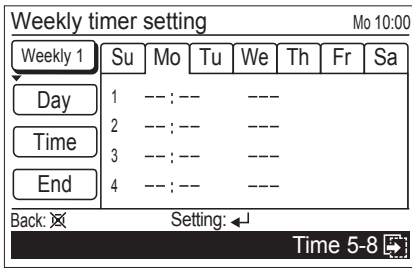 Weekly timer setting Mo 10:00
Weekly 1 Su Mo Tu We Th Fr Sa
Day 1 --:-- ---
2 --:-- ---
Time 3 --:-- ---
End 4 --:-- ---
Back: Setting:
Time 5-8